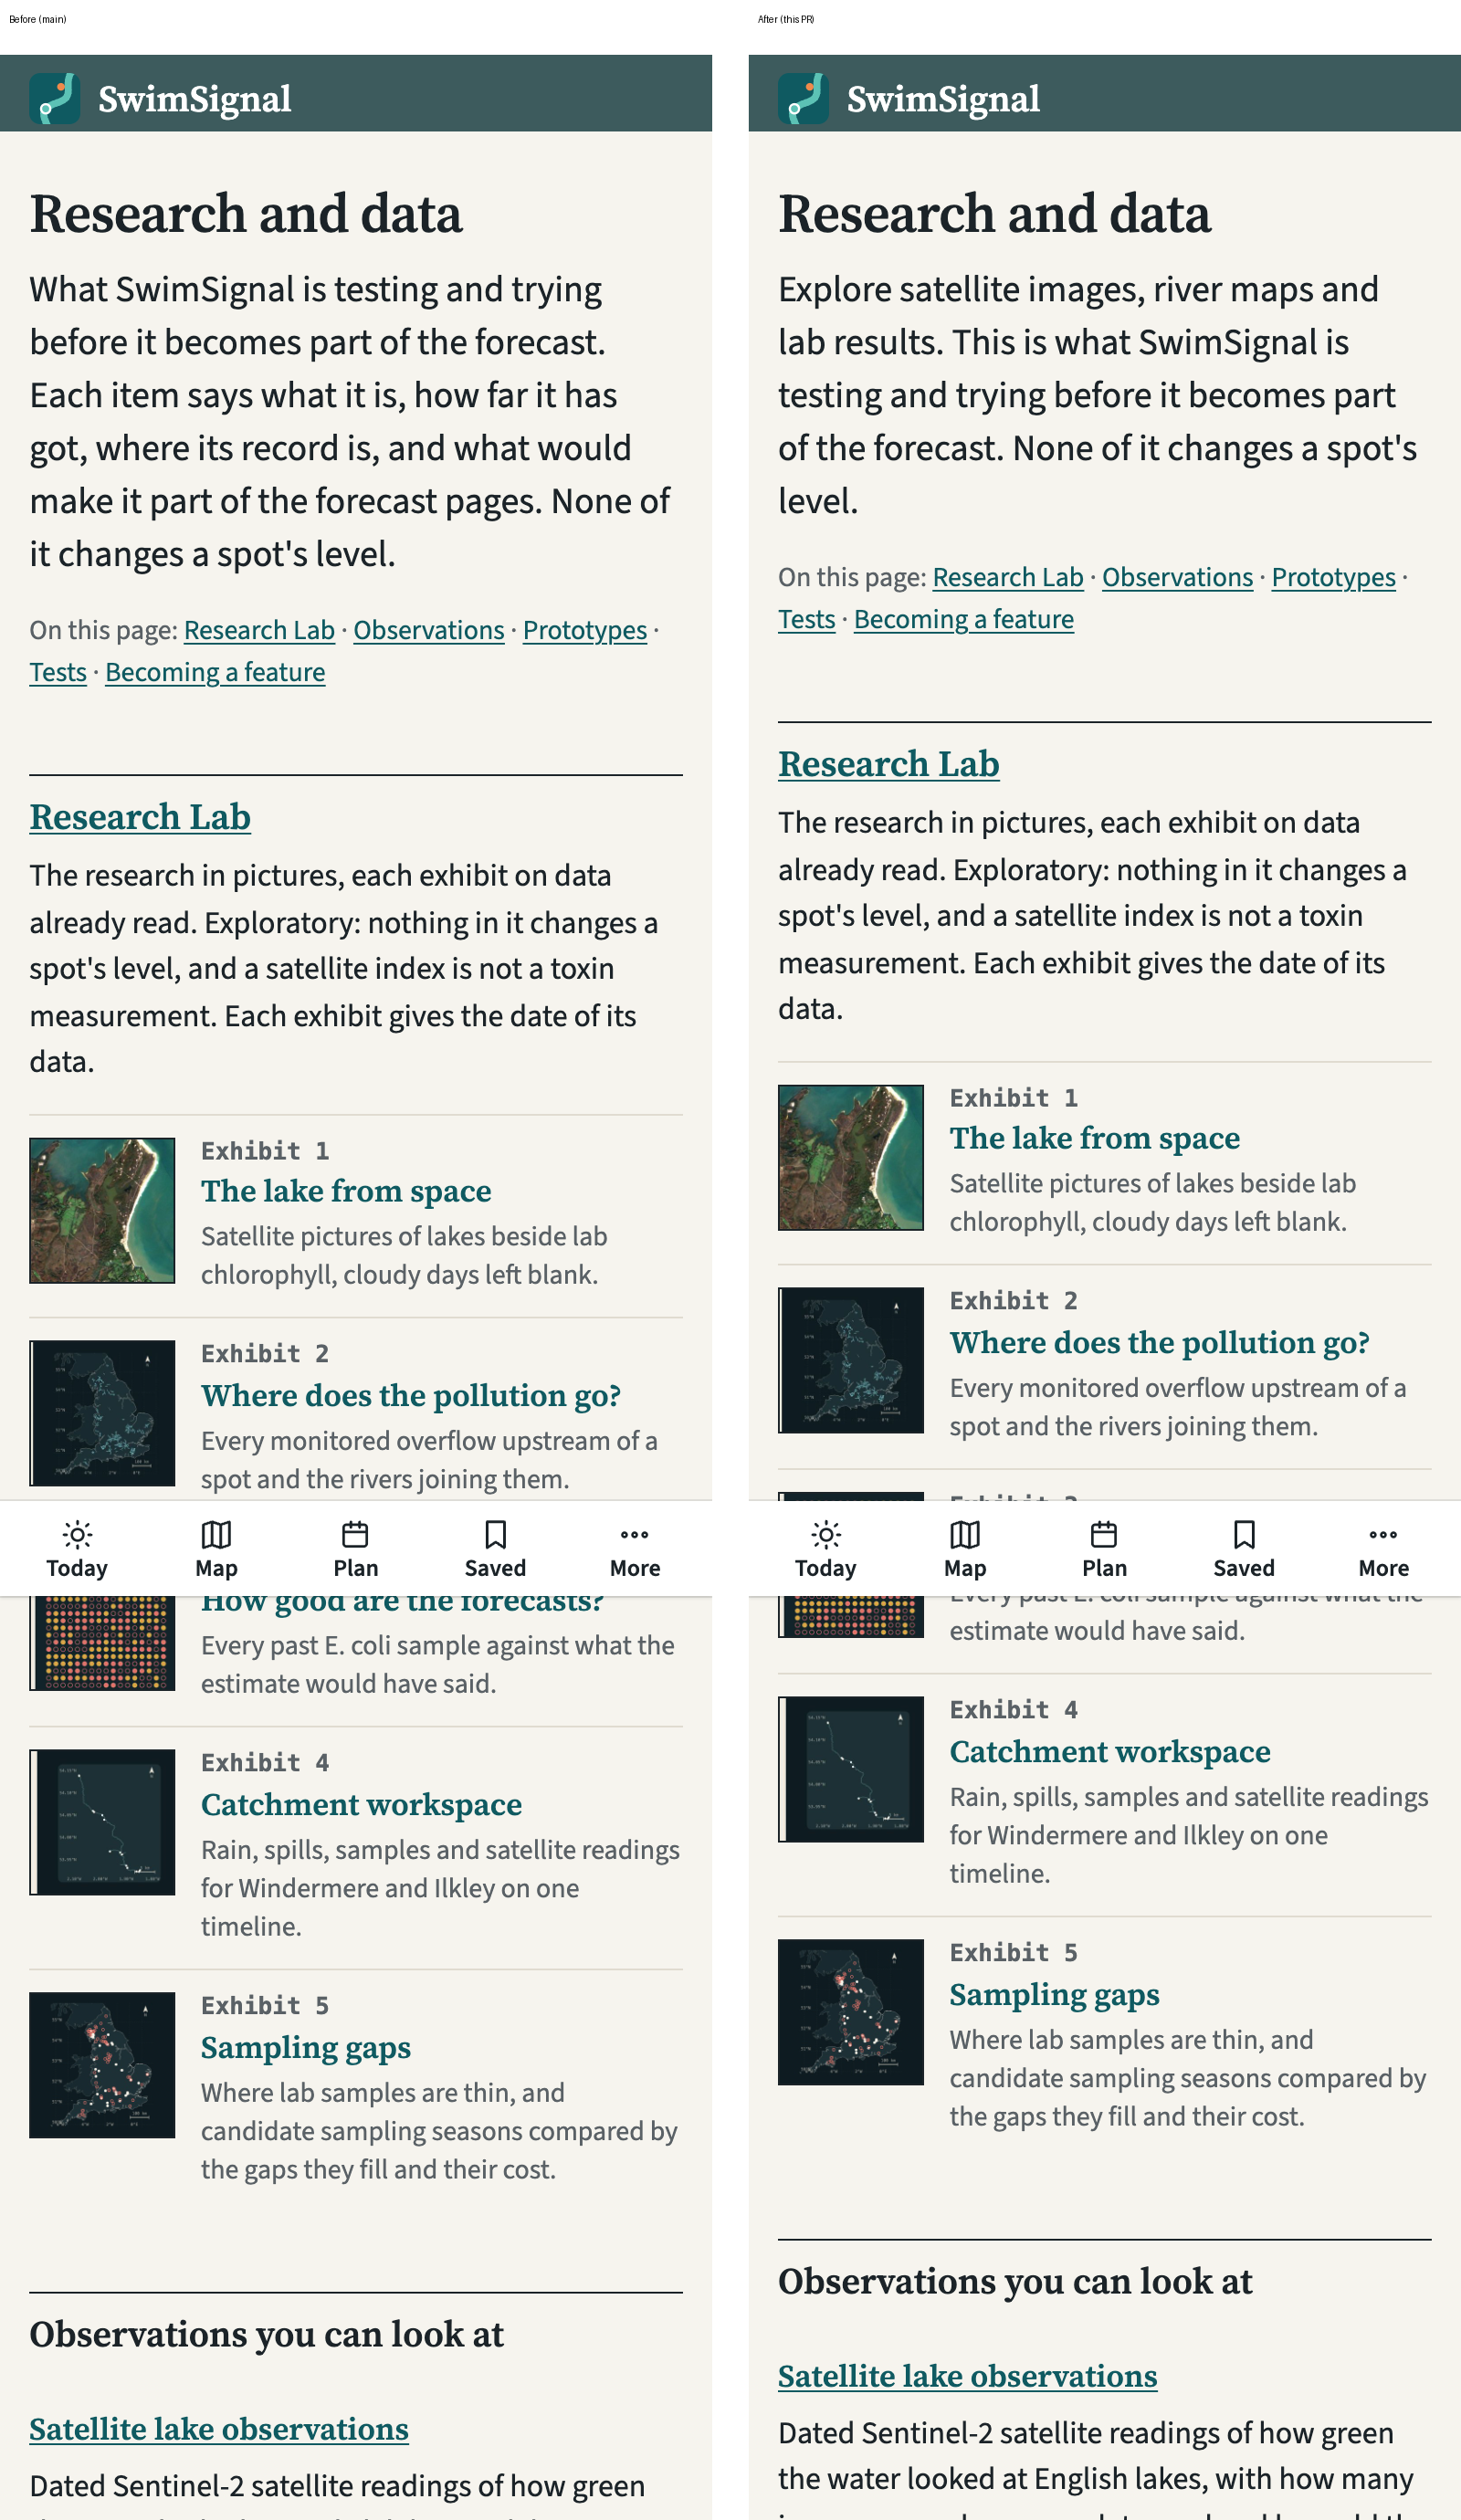 Before (main)
SwimSignal
Research and data
What SwimSignal is testing and trying
before it becomes part of the forecast.
Each item says what it is, how far it has
got, where its record is, and what would
make it part of the forecast pages. None of
it changes a spot's level.
On this page: Research Lab · Observations · Prototypes ·
Tests · Becoming a feature
Research Lab
The research in pictures, each exhibit on data
already read. Exploratory: nothing in it changes a
spot's level, and a satellite index is not a toxin
measurement. Each exhibit gives the date of its
data.
Exhibit 1
The lake from space
Satellite pictures of lakes beside lab
chlorophyll, cloudy days left blank.
Exhibit 2
Where does the pollution go?
Every monitored overflow upstream of a
spot and the rivers joining them.
Today Map Plan Saved More
How good are the forecasts?
Every past E. coli sample against what the
estimate would have said.
Exhibit 4
Catchment workspace
Rain, spills, samples and satellite readings
for Windermere and Ilkley on one
timeline.
Exhibit 5
Sampling gaps
Where lab samples are thin, and
candidate sampling seasons compared by
the gaps they fill and their cost.
Observations you can look at
Satellite lake observations
Dated Sentinel-2 satellite readings of how green
After (this PR)
SwimSignal
Research and data
Explore satellite images, river maps and
lab results. This is what SwimSignal is
testing and trying before it becomes part
of the forecast. None of it changes a spot's
level.
On this page: Research Lab · Observations · Prototypes ·
Tests · Becoming a feature
Research Lab
The research in pictures, each exhibit on data
already read. Exploratory: nothing in it changes a
spot's level, and a satellite index is not a toxin
measurement. Each exhibit gives the date of its
data.
Exhibit 1
The lake from space
Satellite pictures of lakes beside lab
chlorophyll, cloudy days left blank.
Exhibit 2
Where does the pollution go?
Every monitored overflow upstream of a
spot and the rivers joining them.
Exhibit 3
Today Map Plan Saved More
Every past E. coli sample against what the
estimate would have said.
Exhibit 4
Catchment workspace
Rain, spills, samples and satellite readings
for Windermere and Ilkley on one
timeline.
Exhibit 5
Sampling gaps
Where lab samples are thin, and
candidate sampling seasons compared by
the gaps they fill and their cost.
Observations you can look at
Satellite lake observations
Dated Sentinel-2 satellite readings of how green
the water looked at English lakes, with how many